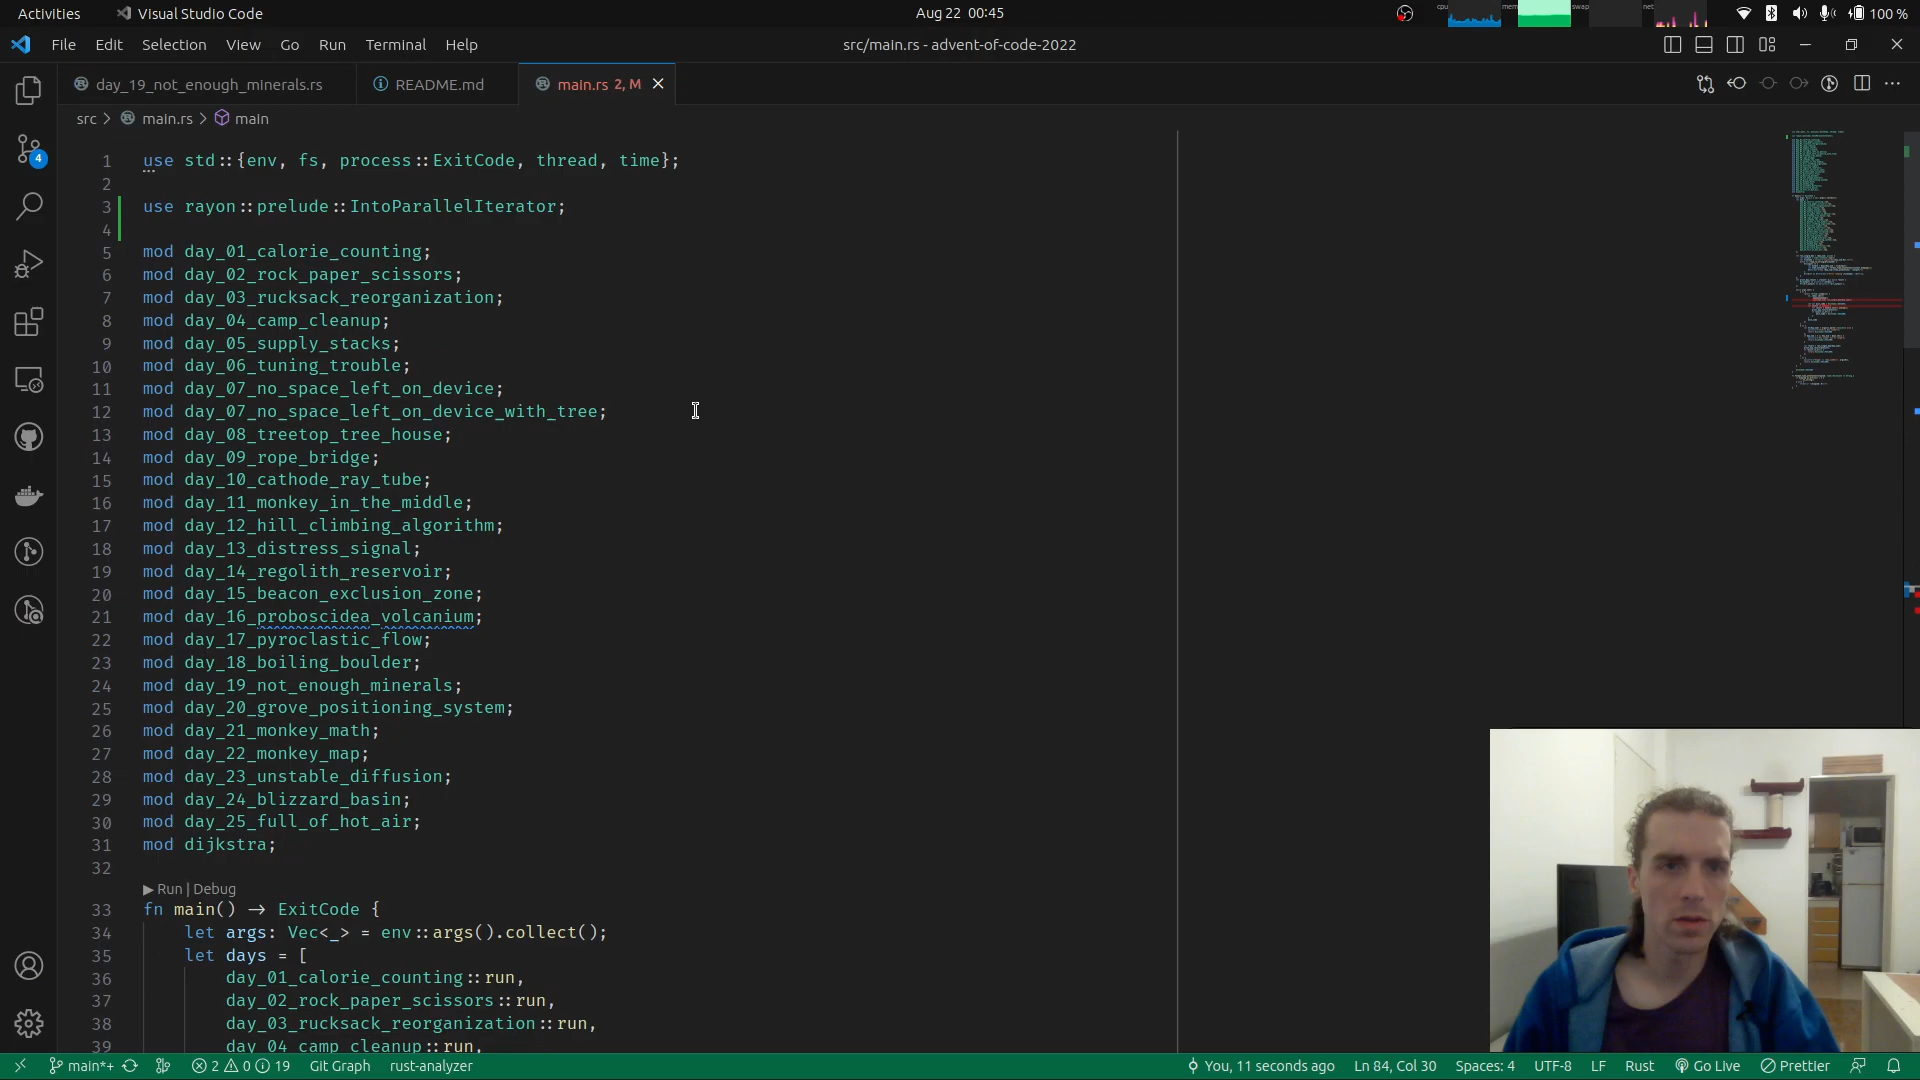 Activities
Visual Studio Code
Aug 22 00:45
cpu
mem
swap
net
100 %
File Edit Selection View Go Run Terminal Help
src/main.rs - advent-of-code-2022
day_19_not_enough_minerals.rs
README.md
main.rs 2, M
src > main.rs > main
4
1 use std::{env, fs, process::ExitCode, thread, time};
2
3 use rayon::prelude::IntoParallelIterator;
4
5 mod day_01_calorie_counting;
6 mod day_02_rock_paper_scissors;
7 mod day_03_rucksack_reorganization;
8 mod day_04_camp_cleanup;
9 mod day_05_supply_stacks;
10 mod day_06_tuning_trouble;
11 mod day_07_no_space_left_on_device;
12 mod day_07_no_space_left_on_device_with_tree;
13 mod day_08_treetop_tree_house;
14 mod day_09_rope_bridge;
15 mod day_10_cathode_ray_tube;
16 mod day_11_monkey_in_the_middle;
17 mod day_12_hill_climbing_algorithm;
18 mod day_13_distress_signal;
19 mod day_14_regolith_reservoir;
20 mod day_15_beacon_exclusion_zone;
21 mod day_16_proboscidea_volcanium;
22 mod day_17_pyroclastic_flow;
23 mod day_18_boiling_boulder;
24 mod day_19_not_enough_minerals;
25 mod day_20_grove_positioning_system;
26 mod day_21_monkey_math;
27 mod day_22_monkey_map;
28 mod day_23_unstable_diffusion;
29 mod day_24_blizzard_basin;
30 mod day_25_full_of_hot_air;
31 mod dijkstra;
32
▶ Run | Debug
33 fn main() -> ExitCode {
34 let args: Vec<_> = env::args().collect();
35 let days = [
36 day_01_calorie_counting::run,
37 day_02_rock_paper_scissors::run,
38 day_03_rucksack_reorganization::run,
39 day_04_camp_cleanup::run,
main*+ 2 0 19 Git Graph rust-analyzer
You, 11 seconds ago Ln 84, Col 30 Spaces: 4 UTF-8 LF Rust Go Live Prettier